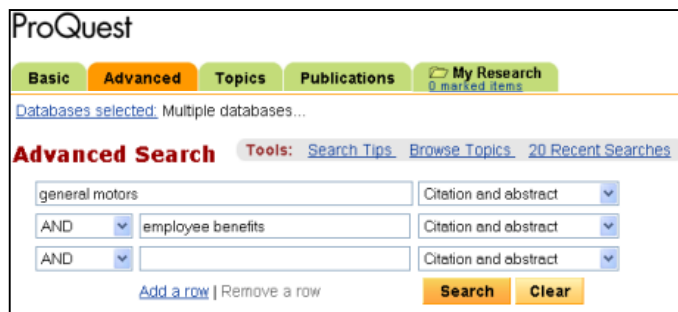 ProQuest
Basic Advanced Topics Publications My Research
0 marked items
Databases selected: Multiple databases...
Advanced Search Tools: Search Tips Browse Topics 20 Recent Searches
general motors Citation and abstract
AND employee benefits Citation and abstract
AND Citation and abstract
Add a row | Remove a row Search Clear